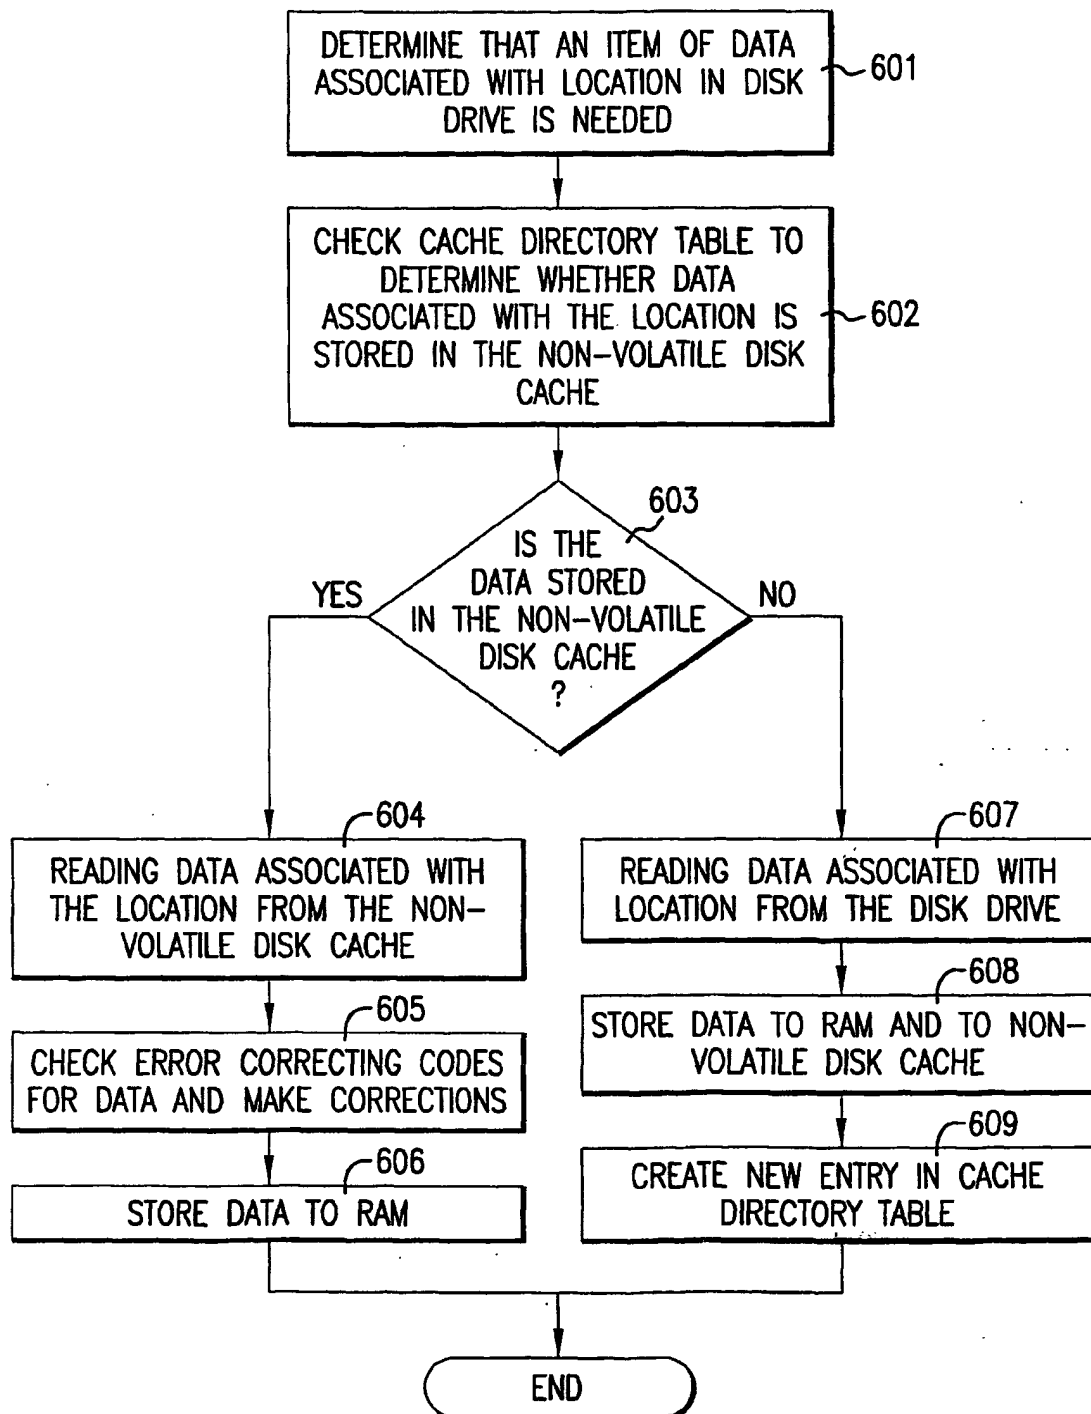 DETERMINE THAT AN ITEM OF DATA
ASSOCIATED WITH LOCATION IN DISK
DRIVE IS NEEDED
601
CHECK CACHE DIRECTORY TABLE TO
DETERMINE WHETHER DATA
ASSOCIATED WITH THE LOCATION IS
STORED IN THE NON-VOLATILE DISK
CACHE
602
603
IS THE
DATA STORED
IN THE NON-VOLATILE
DISK CACHE
?
YES
NO
604
READING DATA ASSOCIATED WITH
THE LOCATION FROM THE NON-
VOLATILE DISK CACHE
605
CHECK ERROR CORRECTING CODES
FOR DATA AND MAKE CORRECTIONS
606
STORE DATA TO RAM
607
READING DATA ASSOCIATED WITH
LOCATION FROM THE DISK DRIVE
608
STORE DATA TO RAM AND TO NON-
VOLATILE DISK CACHE
609
CREATE NEW ENTRY IN CACHE
DIRECTORY TABLE
END